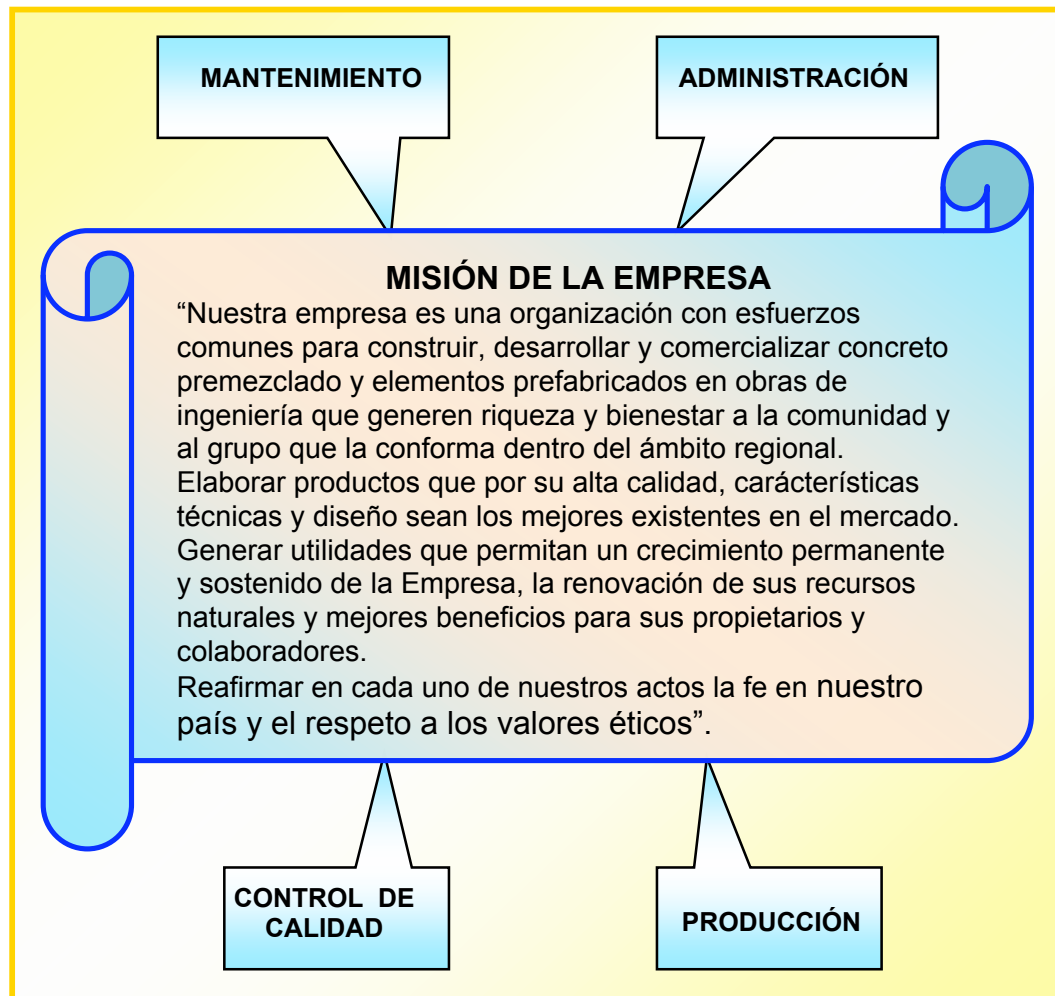 MANTENIMIENTO
ADMINISTRACIÓN
MISIÓN DE LA EMPRESA
“Nuestra empresa es una organización con esfuerzos
comunes para construir, desarrollar y comercializar concreto
premezclado y elementos prefabricados en obras de
ingeniería que generen riqueza y bienestar a la comunidad y
al grupo que la conforma dentro del ámbito regional.
Elaborar productos que por su alta calidad, carácterísticas
técnicas y diseño sean los mejores existentes en el mercado.
Generar utilidades que permitan un crecimiento permanente
y sostenido de la Empresa, la renovación de sus recursos
naturales y mejores beneficios para sus propietarios y
colaboradores.
Reafirmar en cada uno de nuestros actos la fe en nuestro
país y el respeto a los valores éticos”.
CONTROL DE
CALIDAD
PRODUCCIÓN